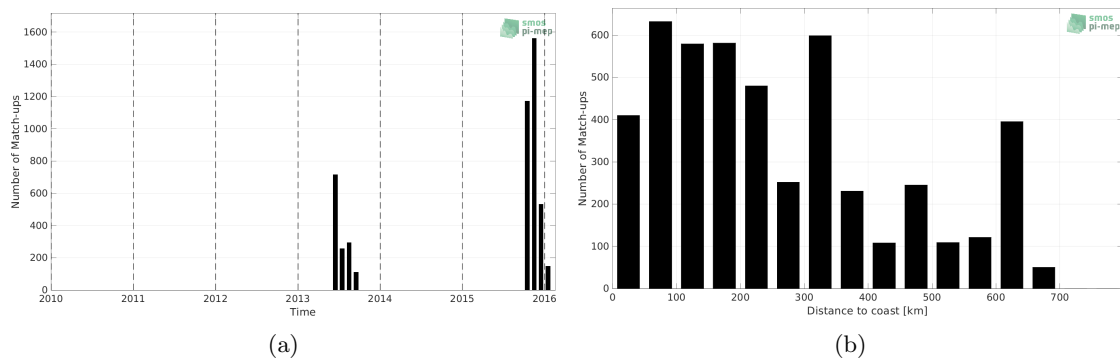 smos
pi-mep
Number of Match-ups
1600
1400
1200
1000
800
600
400
200
0
2010 2011 2012 2013 2014 2015 2016
Time
(a)
smos
pi-mep
Number of Match-ups
600
500
400
300
200
100
0
0 100 200 300 400 500 600 700
Distance to coast [km]
(b)